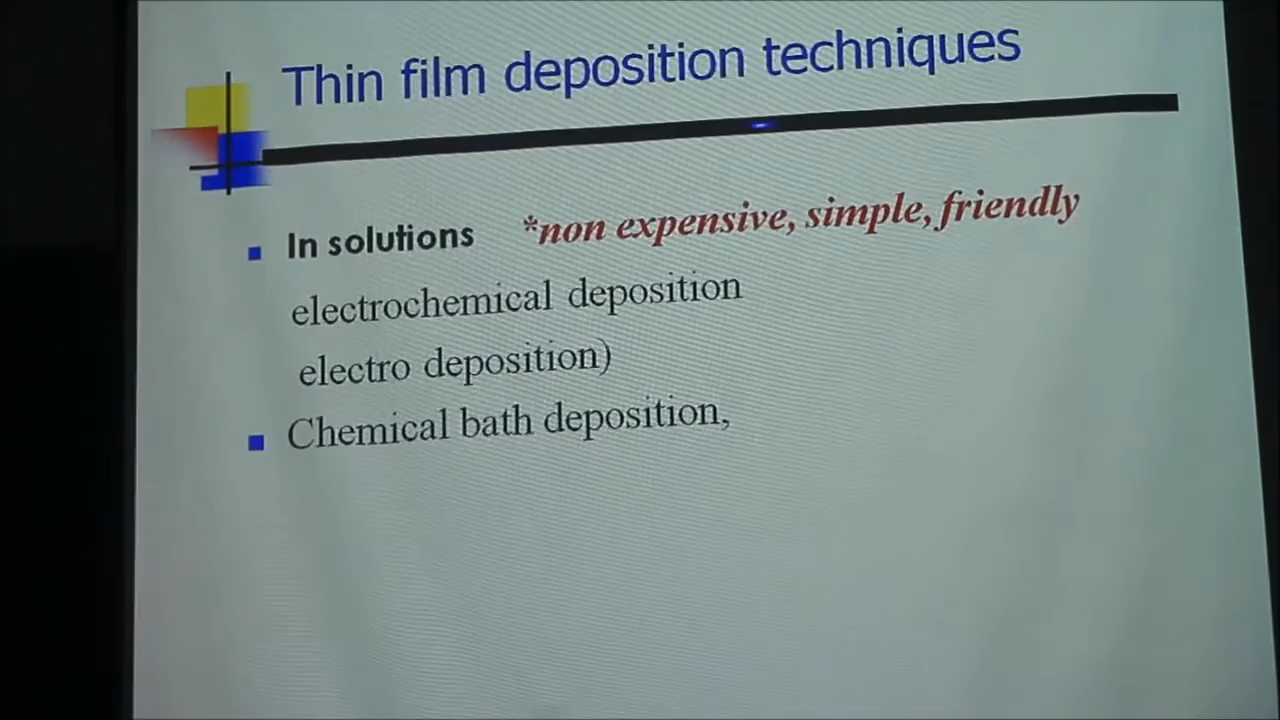 Thin film deposition techniques
In solutions *non expensive, simple, friendly
electrochemical deposition
electro deposition)
Chemical bath deposition,